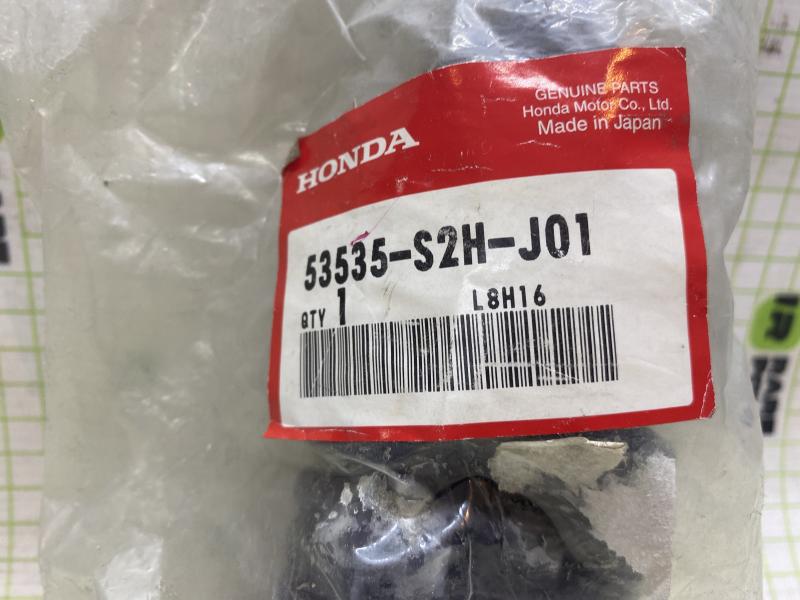 GENUINE PARTS
Honda Motor Co., Ltd.
Made in Japan
HONDA
53535-S2H-J01
QTY 1 L8H16